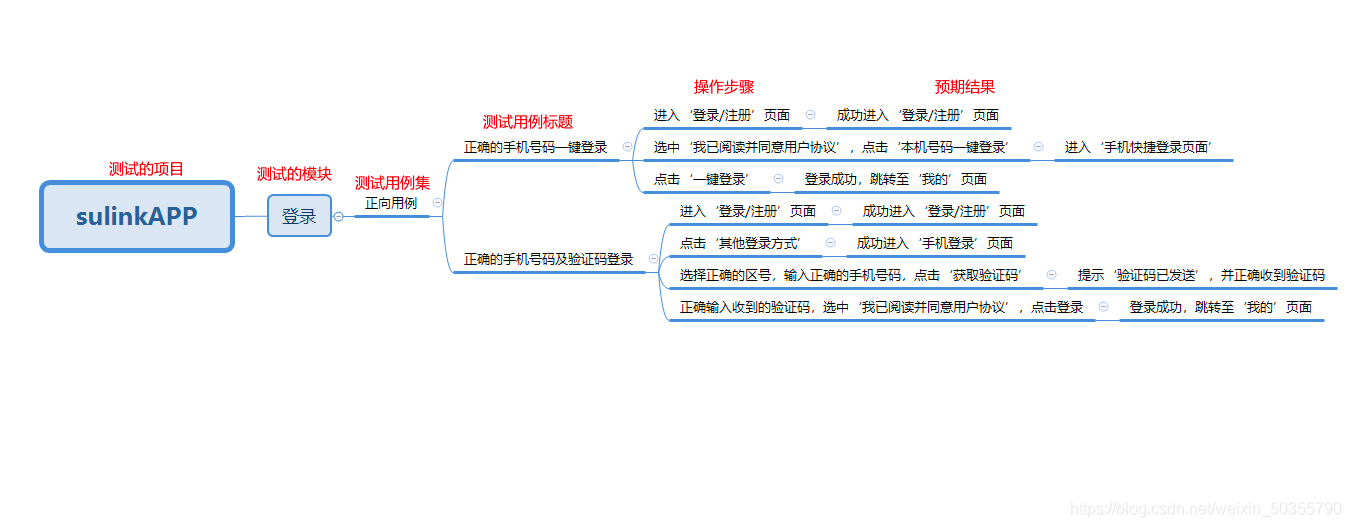 操作步骤
预期结果
进入‘登录/注册’页面
成功进入‘登录/注册’页面
测试用例标题
正确的手机号码一键登录
选中‘我已阅读并同意用户协议’，点击‘本机号码一键登录’
进入‘手机快捷登录页面’
测试的项目
测试的模块
测试用例集
点击‘一键登录’
登录成功，跳转至‘我的’页面
sulinkAPP
登录
正向用例
进入‘登录/注册’页面
成功进入‘登录/注册’页面
点击‘其他登录方式’
成功进入‘手机登录’页面
正确的手机号码及验证码登录
选择正确的区号，输入正确的手机号码，点击‘获取验证码’
提示‘验证码已发送’，并正确收到验证码
正确输入收到的验证码，选中‘我已阅读并同意用户协议’，点击登录
登录成功，跳转至‘我的’页面
https://blog.csdn.net/weixin_50355790